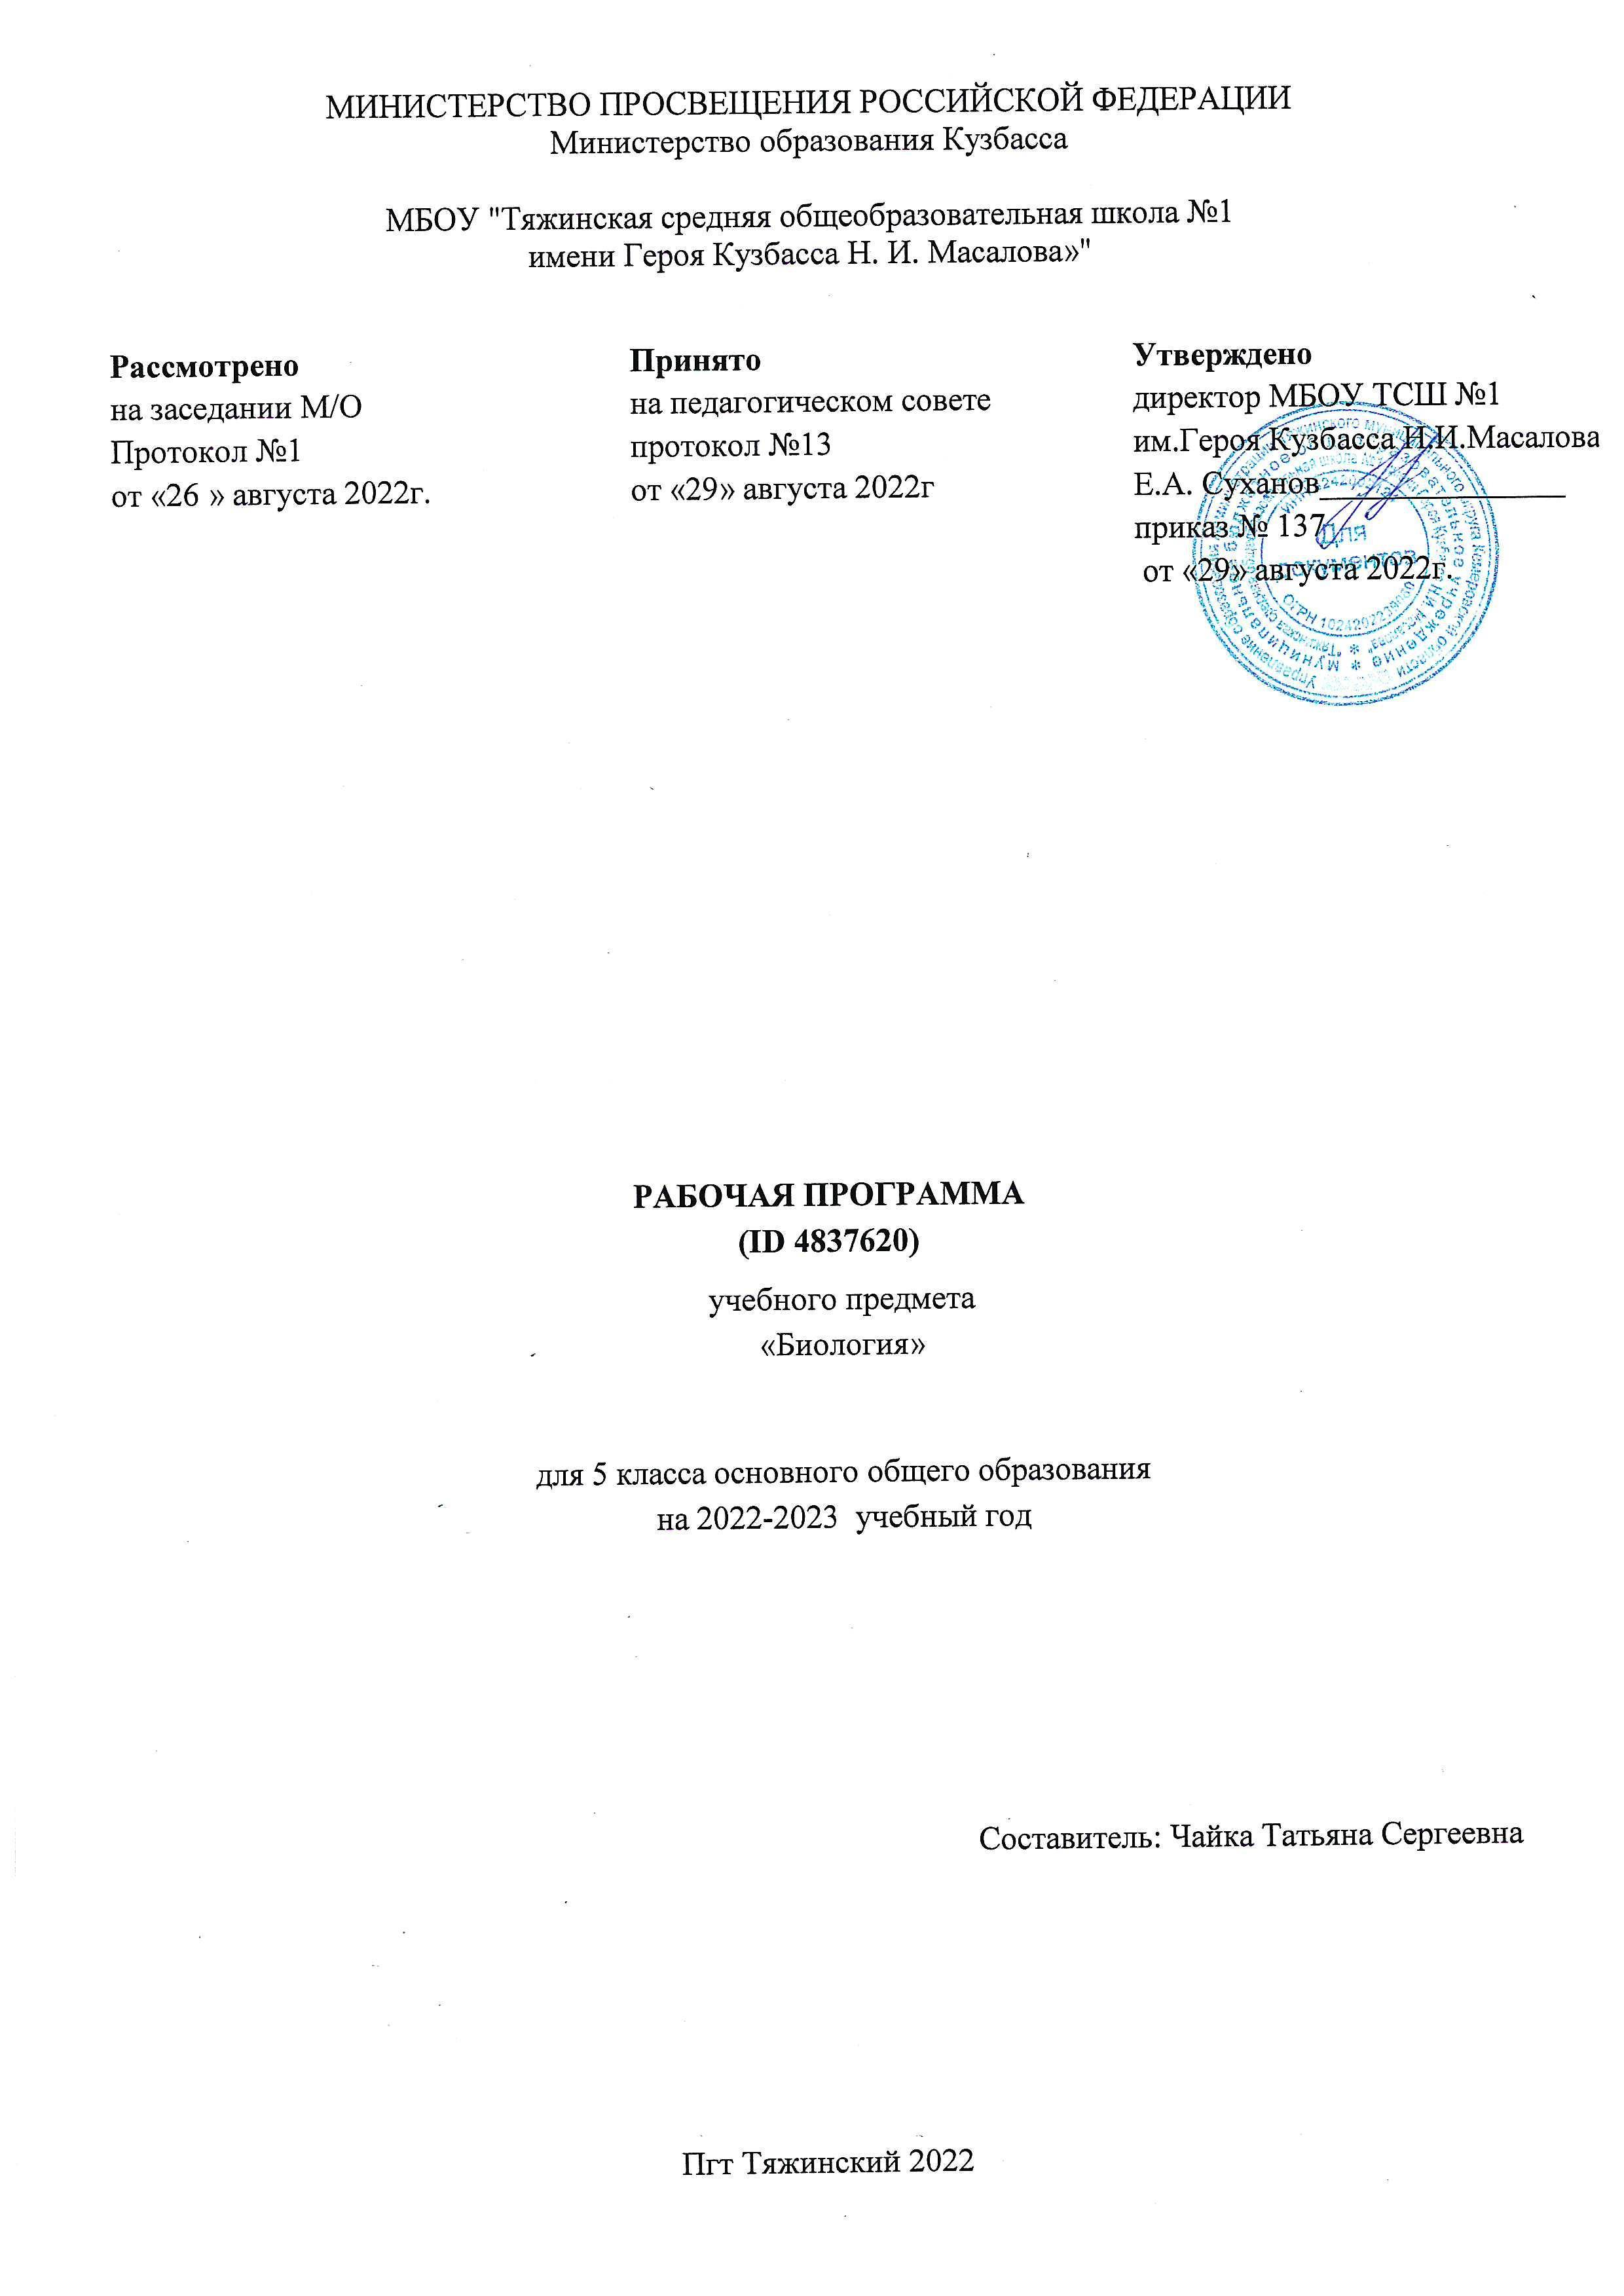 МИНИСТЕРСТВО ПРОСВЕЩЕНИЯ РОССИЙСКОЙ ФЕДЕРАЦИИ
Министерство образования Кузбасса
МБОУ "Тяжинская средняя общеобразовательная школа №1
имени Героя Кузбасса Н. И. Масалова»"
Рассмотрено
на заседании М/О
Протокол №1
от «26 » августа 2022г.
Принято
на педагогическом совете
протокол №13
от «29» августа 2022г
Утверждено
директор МБОУ ТСШ №1
им.Героя Кузбасса Н.И.Масалова
Е.А. Суханов
приказ № 137
от «29» августа 2022г.
Для
документов
РАБОЧАЯ ПРОГРАММА
(ID 4837620)
учебного предмета
«Биология»
для 5 класса основного общего образования
на 2022-2023 учебный год
Составитель: Чайка Татьяна Сергеевна
Пгт Тяжинский 2022